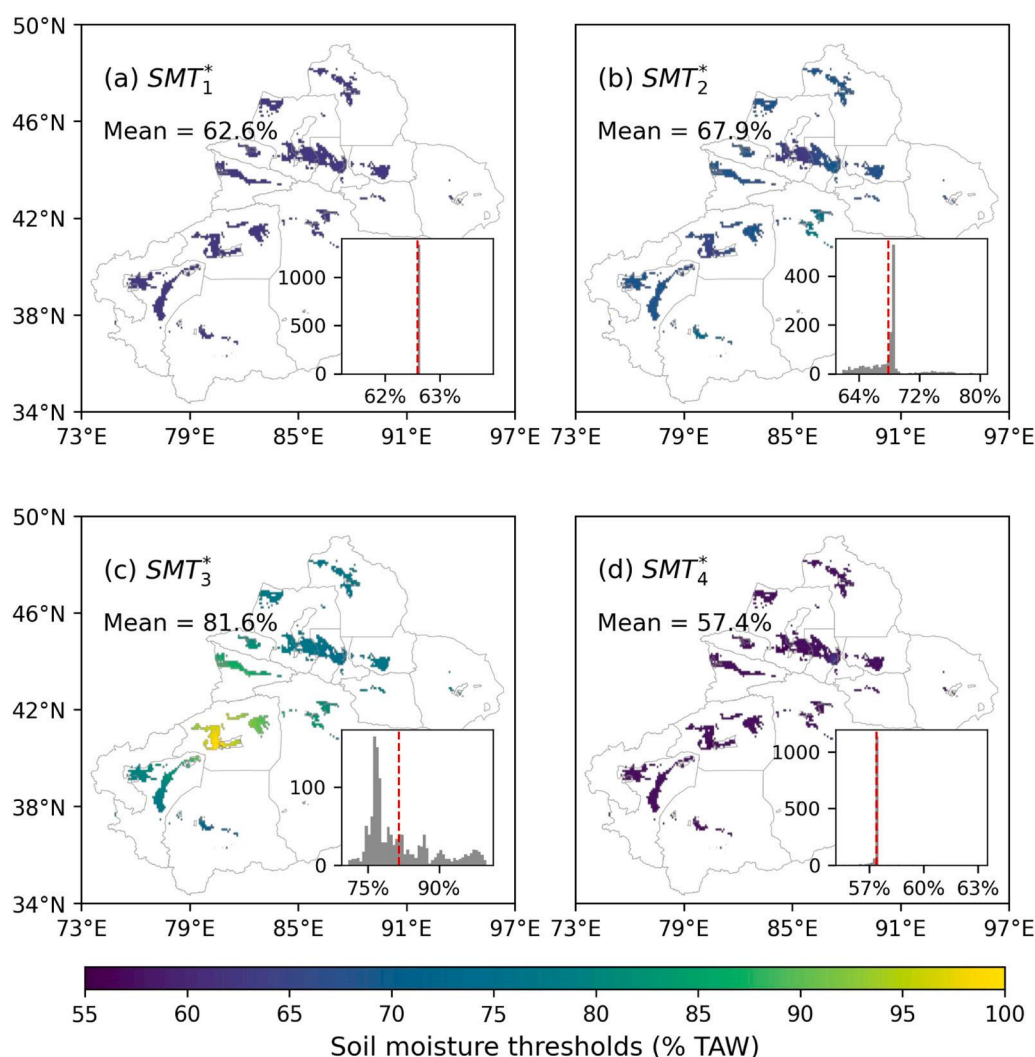 50°N
46°N
42°N
38°N
34°N
(a) SMT₁*
Mean = 62.6%
1000
500
0
62% 63%
73°E 79°E 85°E 91°E 97°E
(b) SMT₂*
Mean = 67.9%
400
200
0
64% 72% 80%
73°E 79°E 85°E 91°E 97°E
50°N
46°N
42°N
38°N
34°N
(c) SMT₃*
Mean = 81.6%
100
0
75% 90%
73°E 79°E 85°E 91°E 97°E
(d) SMT₄*
Mean = 57.4%
1000
500
0
57% 60% 63%
73°E 79°E 85°E 91°E 97°E
55 60 65 70 75 80 85 90 95 100
Soil moisture thresholds (% TAW)